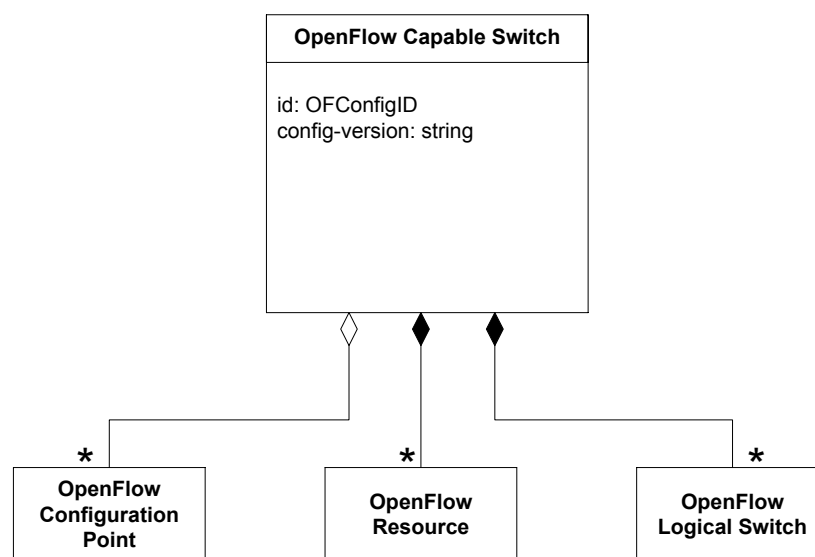 OpenFlow Capable Switch
id: OFConfigID
config-version: string
* * *
OpenFlow
Configuration
Point
OpenFlow
Resource
OpenFlow
Logical Switch